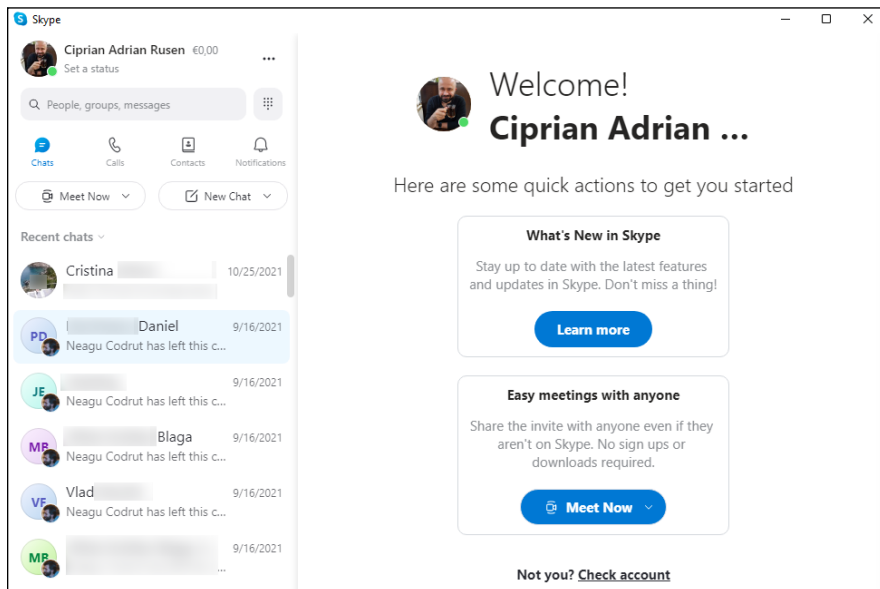 Skype
Ciprian Adrian Rusen €0,00
Set a status
People, groups, messages
Chats
Calls
Contacts
Notifications
Meet Now
New Chat
Recent chats
Cristina 10/25/2021
PD
Daniel 9/16/2021
Neagu Codrut has left this c...
JE
9/16/2021
Neagu Codrut has left this c...
MB
Blaga 9/16/2021
Neagu Codrut has left this c...
VF
Vlad 9/16/2021
Neagu Codrut has left this c...
MB
9/16/2021
...
Welcome!
Ciprian Adrian ...
Here are some quick actions to get you started
What's New in Skype
Stay up to date with the latest features
and updates in Skype. Don't miss a thing!
Learn more
Easy meetings with anyone
Share the invite with anyone even if they
aren't on Skype. No sign ups or
downloads required.
Meet Now
Not you? Check account